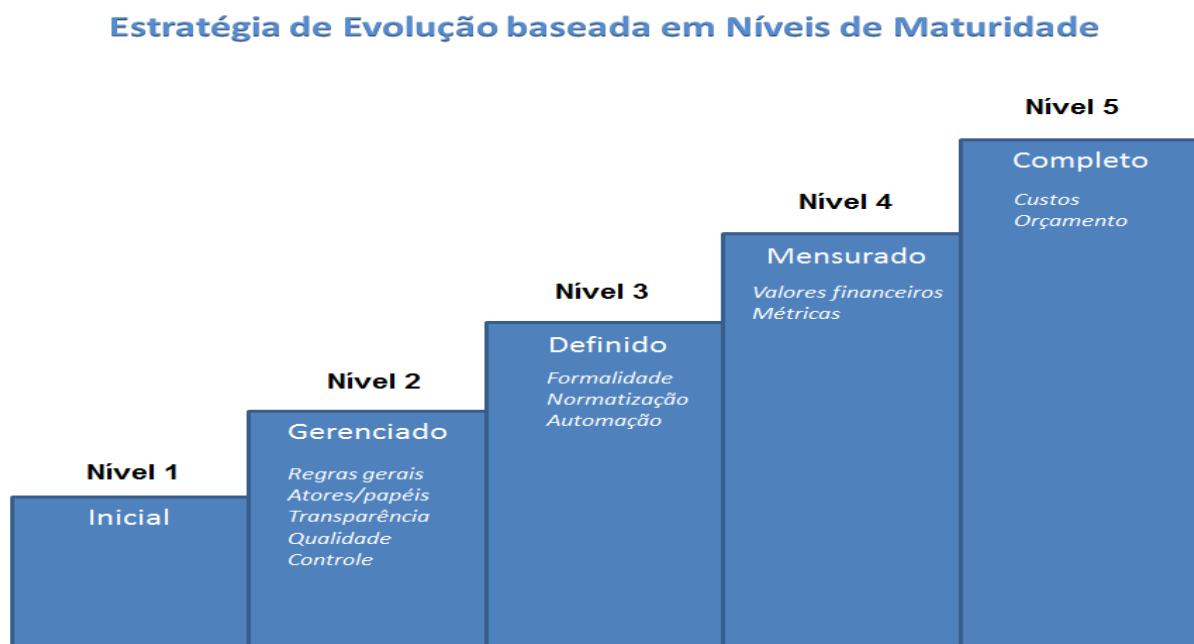 Estratégia de Evolução baseada em Níveis de Maturidade
Nível 1
Inicial
Nível 2
Gerenciado
Regras gerais
Atores/papéis
Transparência
Qualidade
Controle
Nível 3
Definido
Formalidade
Normatização
Automação
Nível 4
Mensurado
Valores financeiros
Métricas
Nível 5
Completo
Custos
Orçamento